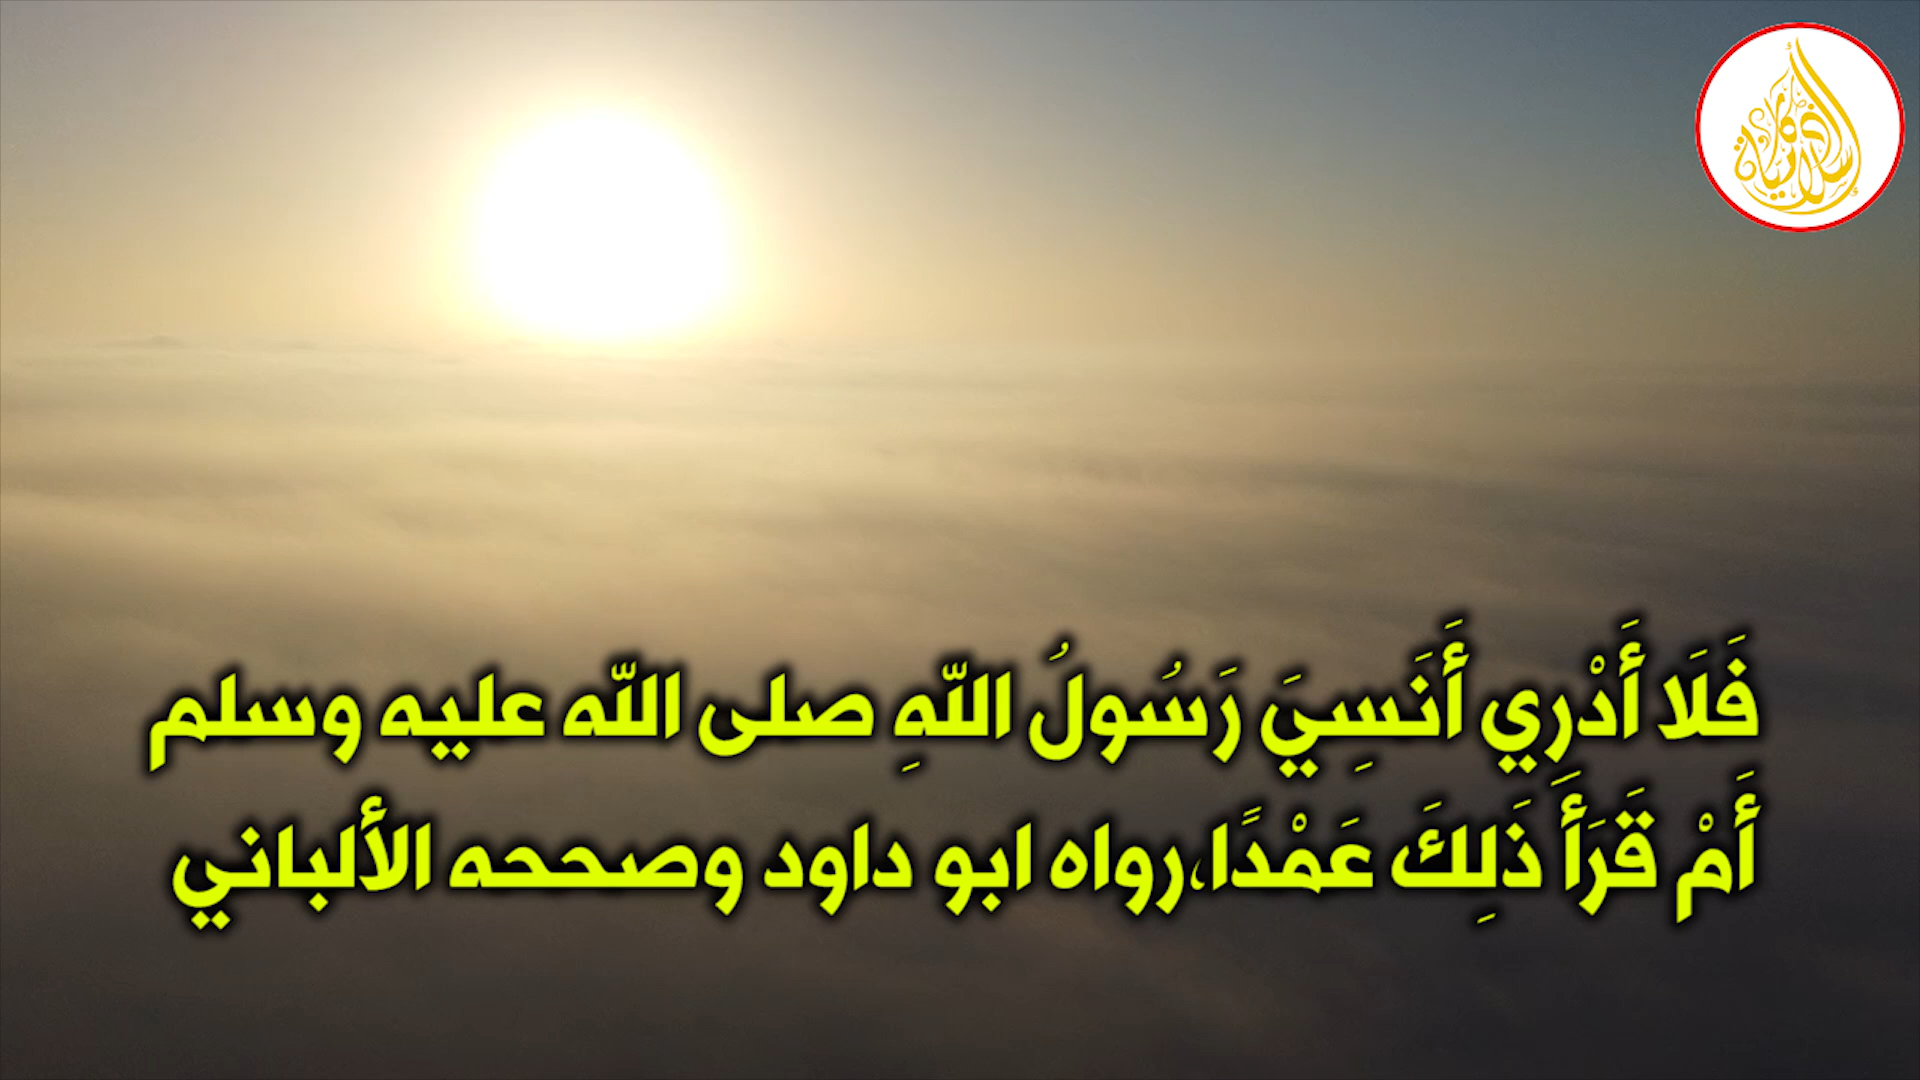 فَلَا أَدْرِي أَنَسِيَ رَسُولُ اللّهِ صلى اللّه عليه وسلم
أَمْ قَرَأَ ذَلِكَ عَمْدًا،رواه ابو داود وصححه الألباني